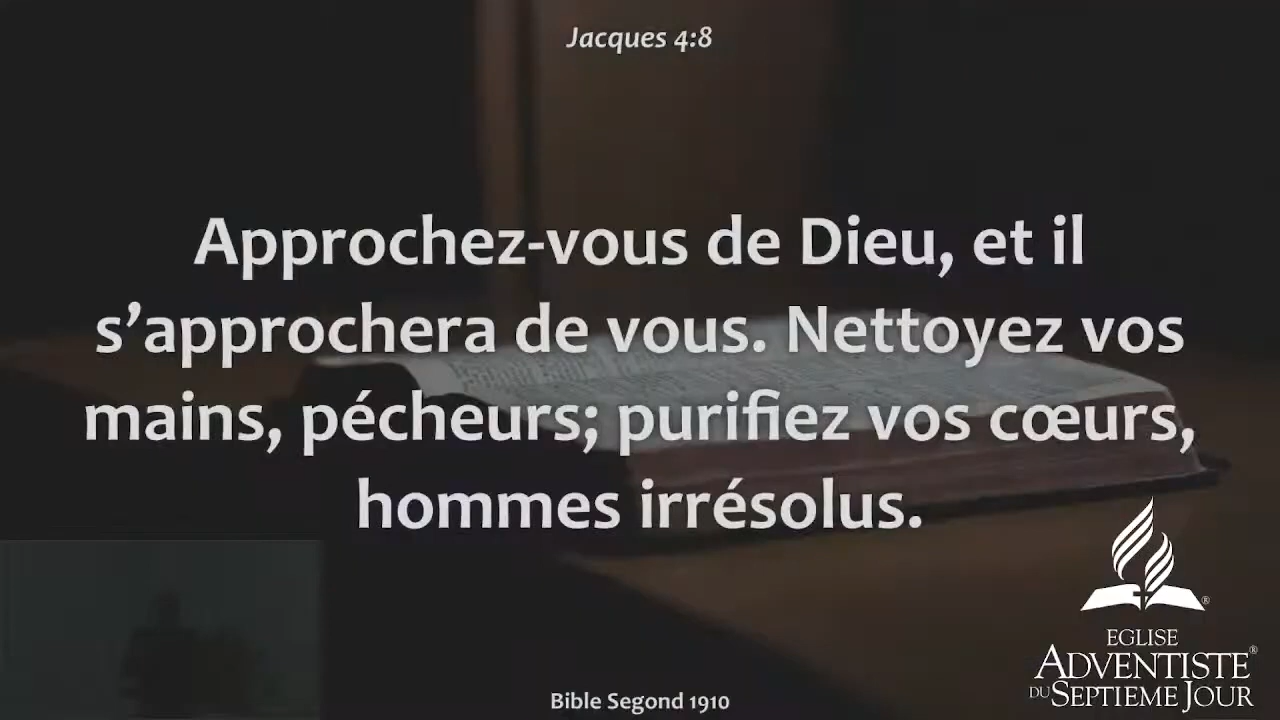 Jacques 4:8
Approchez-vous de Dieu, et il
s’approchera de vous. Nettoyez vos
mains, pécheurs; purifiez vos cœurs,
hommes irrésolus.
EGLISE
ADVENTISTE®
DU SEPTIEME JOUR
Bible Segond 1910